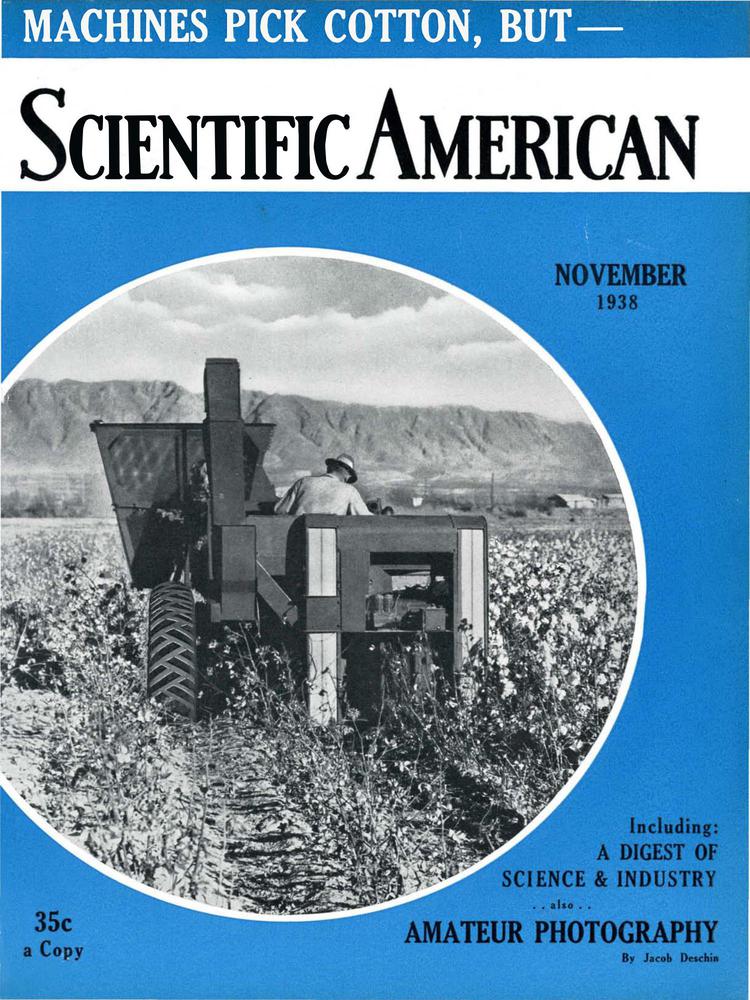 MACHINES PICK COTTON, BUT—
SCIENTIFIC AMERICAN
NOVEMBER
1938
Including:
A DIGEST OF
SCIENCE & INDUSTRY
. . also . .
AMATEUR PHOTOGRAPHY
By Jacob Deschin
35c
a Copy